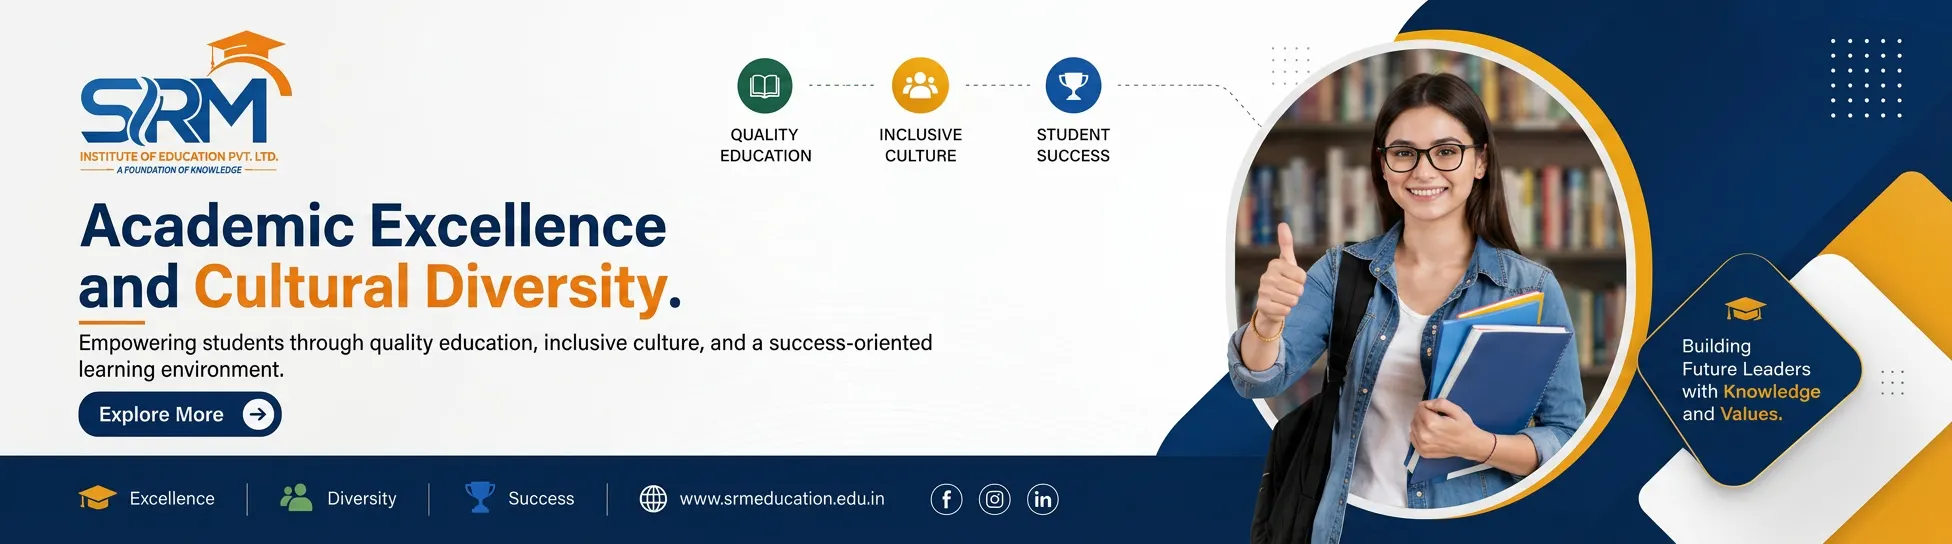 SRM
INSTITUTE OF EDUCATION PVT. LTD.
A FOUNDATION OF KNOWLEDGE
Academic Excellence
and Cultural Diversity.
Empowering students through quality education, inclusive culture, and a success-oriented
learning environment.
Explore More
QUALITY
EDUCATION
INCLUSIVE
CULTURE
STUDENT
SUCCESS
Building
Future Leaders
with Knowledge
and Values.
Excellence
Diversity
Success
www.srmeducation.edu.in
f
in